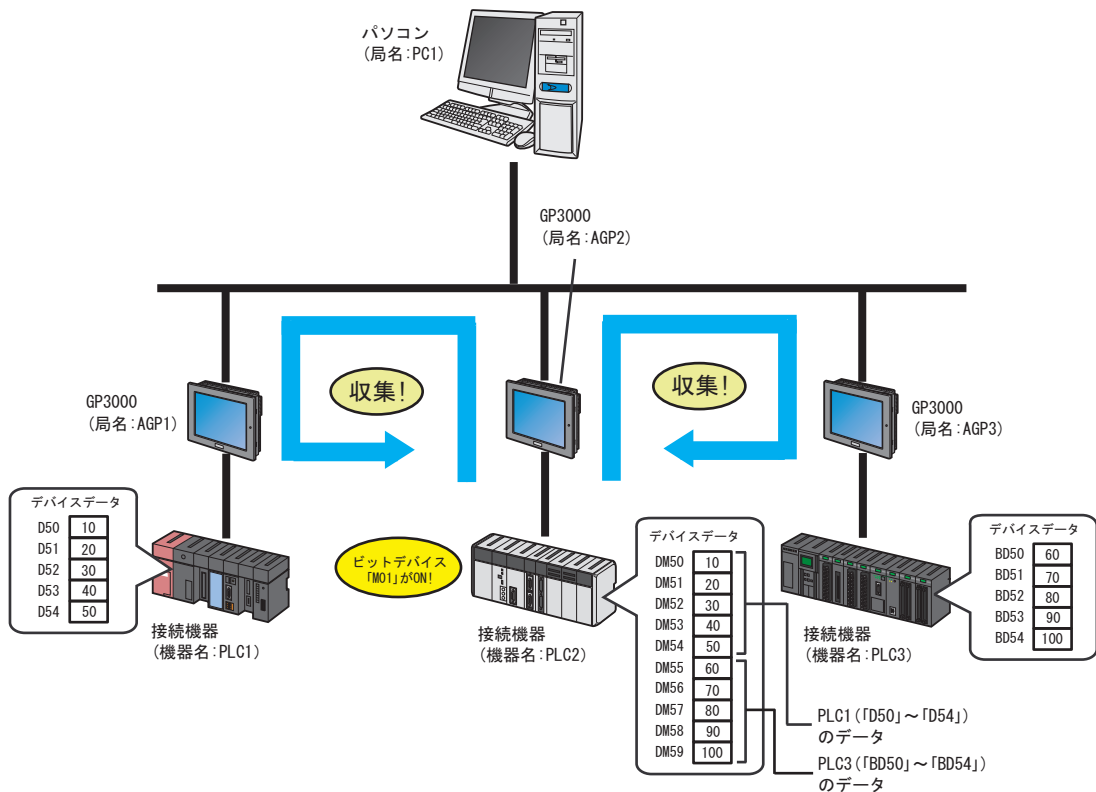 パソコン
(局名:PC1)
GP3000
(局名:AGP2)
収集!
収集!
GP3000
(局名:AGP1)
GP3000
(局名:AGP3)
デバイスデータ
D50 10
D51 20
D52 30
D53 40
D54 50
接続機器
(機器名:PLC1)
ビットデバイス
「M01」がON!
接続機器
(機器名:PLC2)
デバイスデータ
DM50 10
DM51 20
DM52 30
DM53 40
DM54 50
DM55 60
DM56 70
DM57 80
DM58 90
DM59 100
接続機器
(機器名:PLC3)
デバイスデータ
BD50 60
BD51 70
BD52 80
BD53 90
BD54 100
PLC1(「D50」~「D54」)
のデータ
PLC3(「BD50」~「BD54」)
のデータ